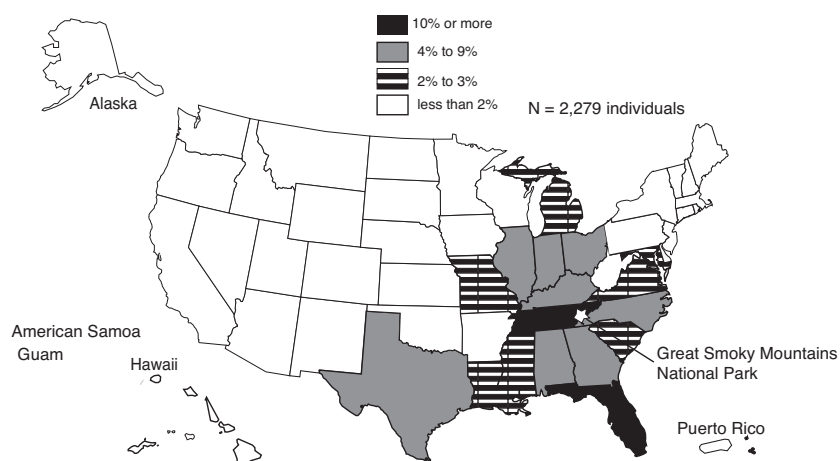 10% or more
4% to 9%
2% to 3%
less than 2%
N = 2,279 individuals
Alaska
American Samoa
Guam
Hawaii
Great Smoky Mountains
National Park
Puerto Rico